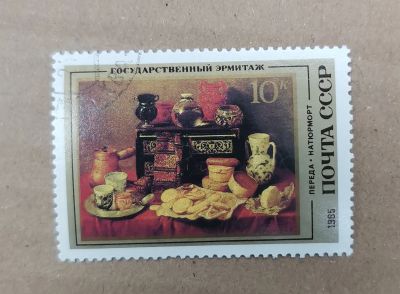 ГОСУДАРСТВЕННЫЙ ЭРМИТАЖ
10к
ПЕРЕДА • НАТЮРМОРТ
ПОЧТА СССР
1985